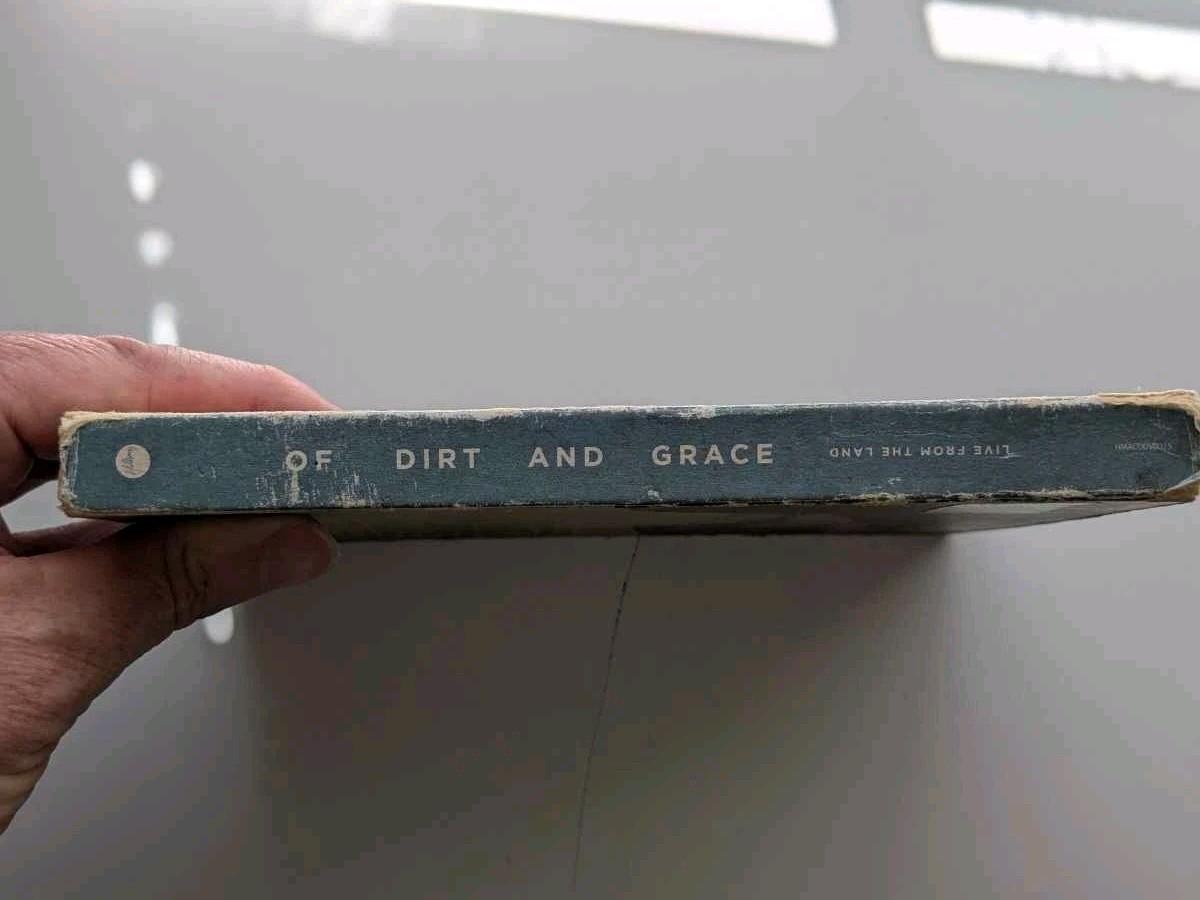 OF DIRT AND GRACE
LIVE FROM THE LAND